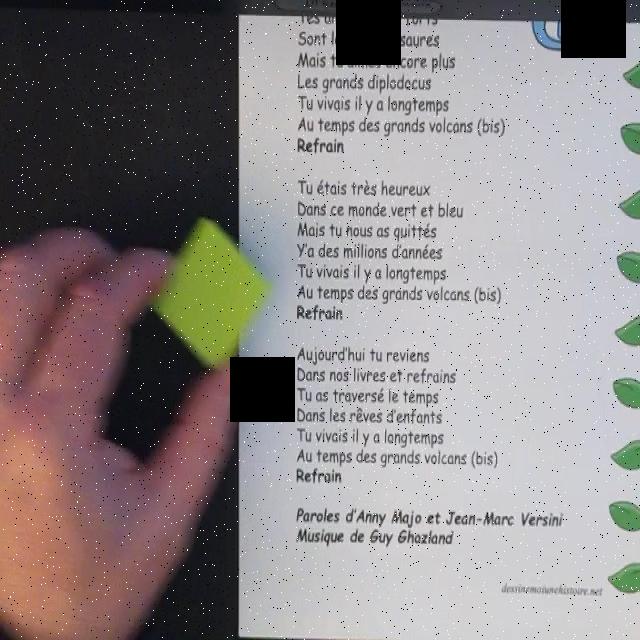 Sont
Mais tu encore plus
Les grands diplodocus
Tu vivais il y a longtemps
Au temps des grands volcans (bis)
Refrain
Tu étais très heureux
Dans ce monde vert et bleu
Mais tu nous as quittés
Y'a des millions d'années
Tu vivais il y a longtemps
Au temps des grands volcans (bis)
Refrain
Aujourd'hui tu reviens
Dans nos livres et refrains
Tu as traversé le temps
Dans les rêves d'enfants
Tu vivais il y a longtemps
Au temps des grands volcans (bis)
Refrain
Paroles d'Anny Majo et Jean-Marc Versini
Musique de Guy Ghazland
dessinemoiunehistoire.net